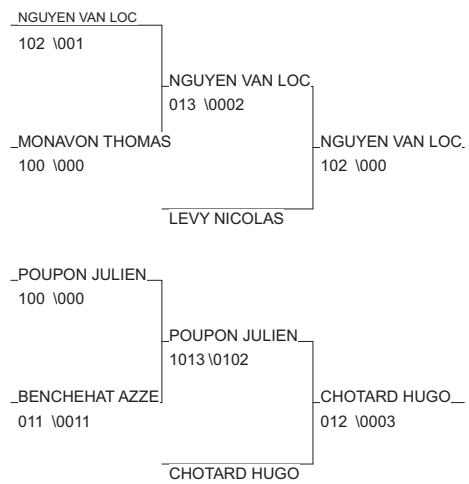 NGUYEN VAN LOC
102 \001
NGUYEN VAN LOC
013 \0002
MONAVON THOMAS
100 \000
NGUYEN VAN LOC
102 \000
LEVY NICOLAS
POUPON JULIEN
100 \000
POUPON JULIEN
1013 \0102
BENCHEHAT AZZE
011 \0011
CHOTARD HUGO
012 \0003
CHOTARD HUGO